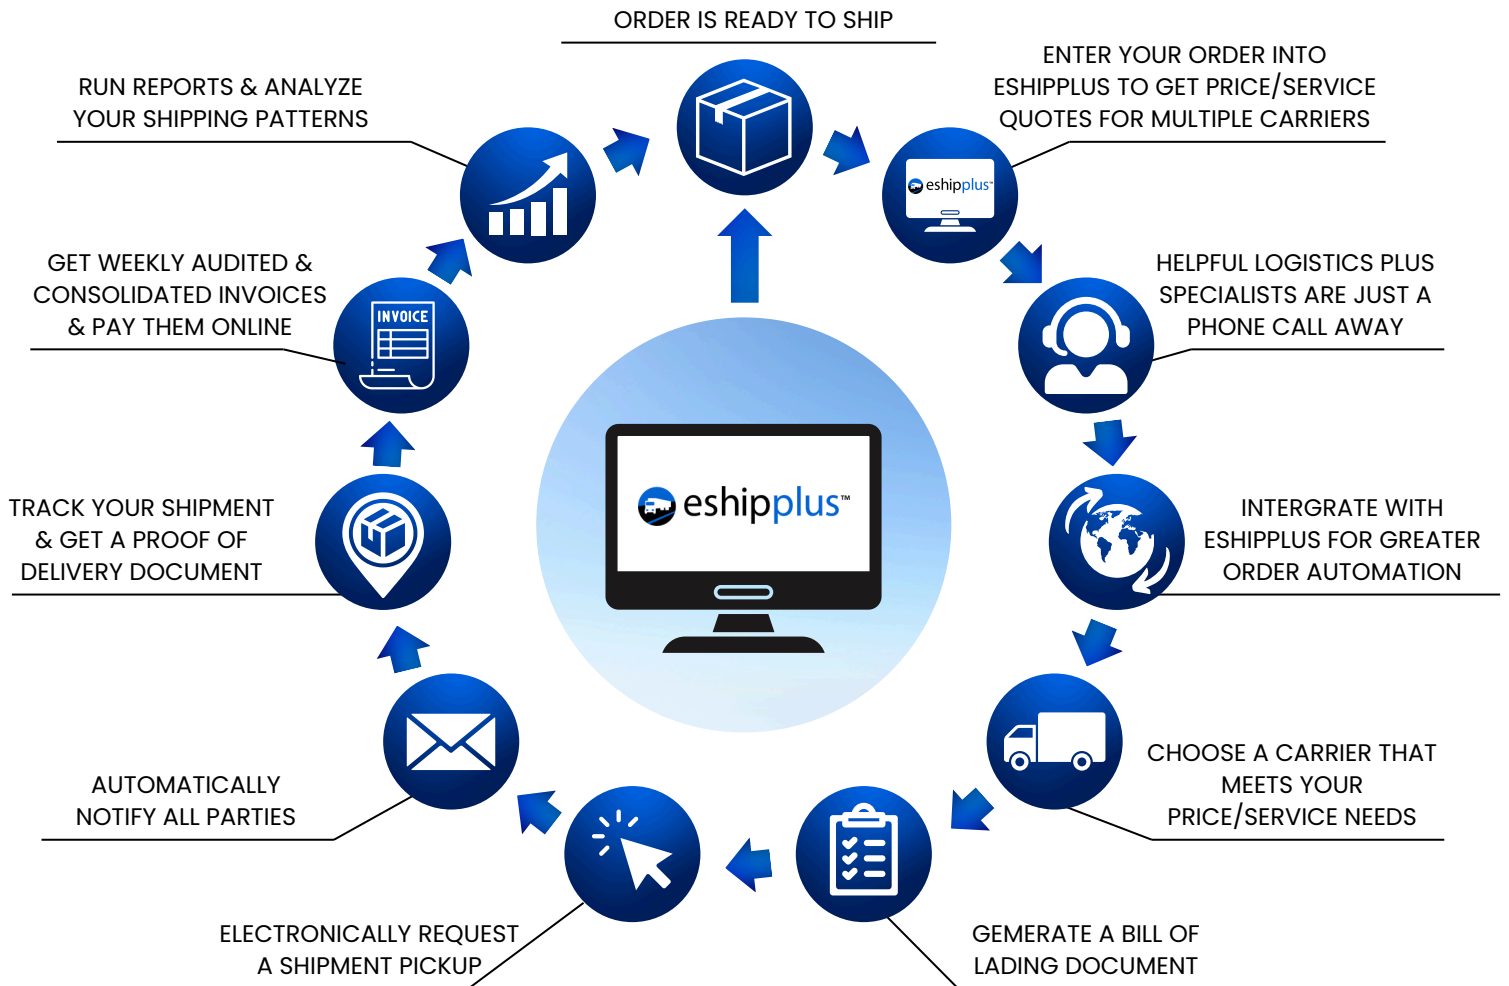 ORDER IS READY TO SHIP
ENTER YOUR ORDER INTO
ESHIPPLUS TO GET PRICE/SERVICE
QUOTES FOR MULTIPLE CARRIERS
eshipplus™
HELPFUL LOGISTICS PLUS
SPECIALISTS ARE JUST A
PHONE CALL AWAY
INTERGRATE WITH
ESHIPPLUS FOR GREATER
ORDER AUTOMATION
CHOOSE A CARRIER THAT
MEETS YOUR
PRICE/SERVICE NEEDS
GEMERATE A BILL OF
LADING DOCUMENT
ELECTRONICALLY REQUEST
A SHIPMENT PICKUP
AUTOMATICALLY
NOTIFY ALL PARTIES
TRACK YOUR SHIPMENT
& GET A PROOF OF
DELIVERY DOCUMENT
GET WEEKLY AUDITED &
CONSOLIDATED INVOICES
& PAY THEM ONLINE
INVOICE
RUN REPORTS & ANALYZE
YOUR SHIPPING PATTERNS
eshipplus™